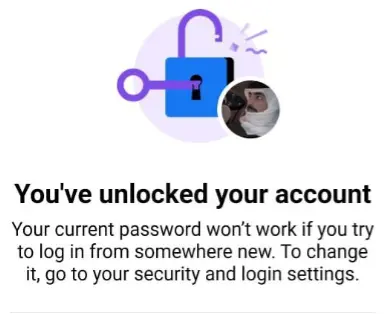 You've unlocked your account
Your current password won’t work if you try
to log in from somewhere new. To change
it, go to your security and login settings.